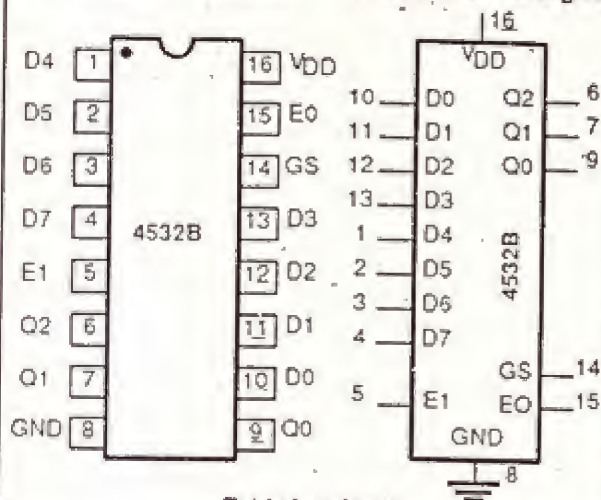 D4 1 16 VDD
D5 2 15 E0
D6 3 14 GS
D7 4 13 D3
E1 5 12 D2
Q2 6 11 D1
Q1 7 10 D0
GND 8 9 Q0
4532B
16
VDD
10 D0 Q2 6
11 D1 Q1 7
12 D2 Q0 9
13 D3
1 D4
2 D5
3 D6
4 D7
4532B
GS 14
5 E1 EO 15
GND
8